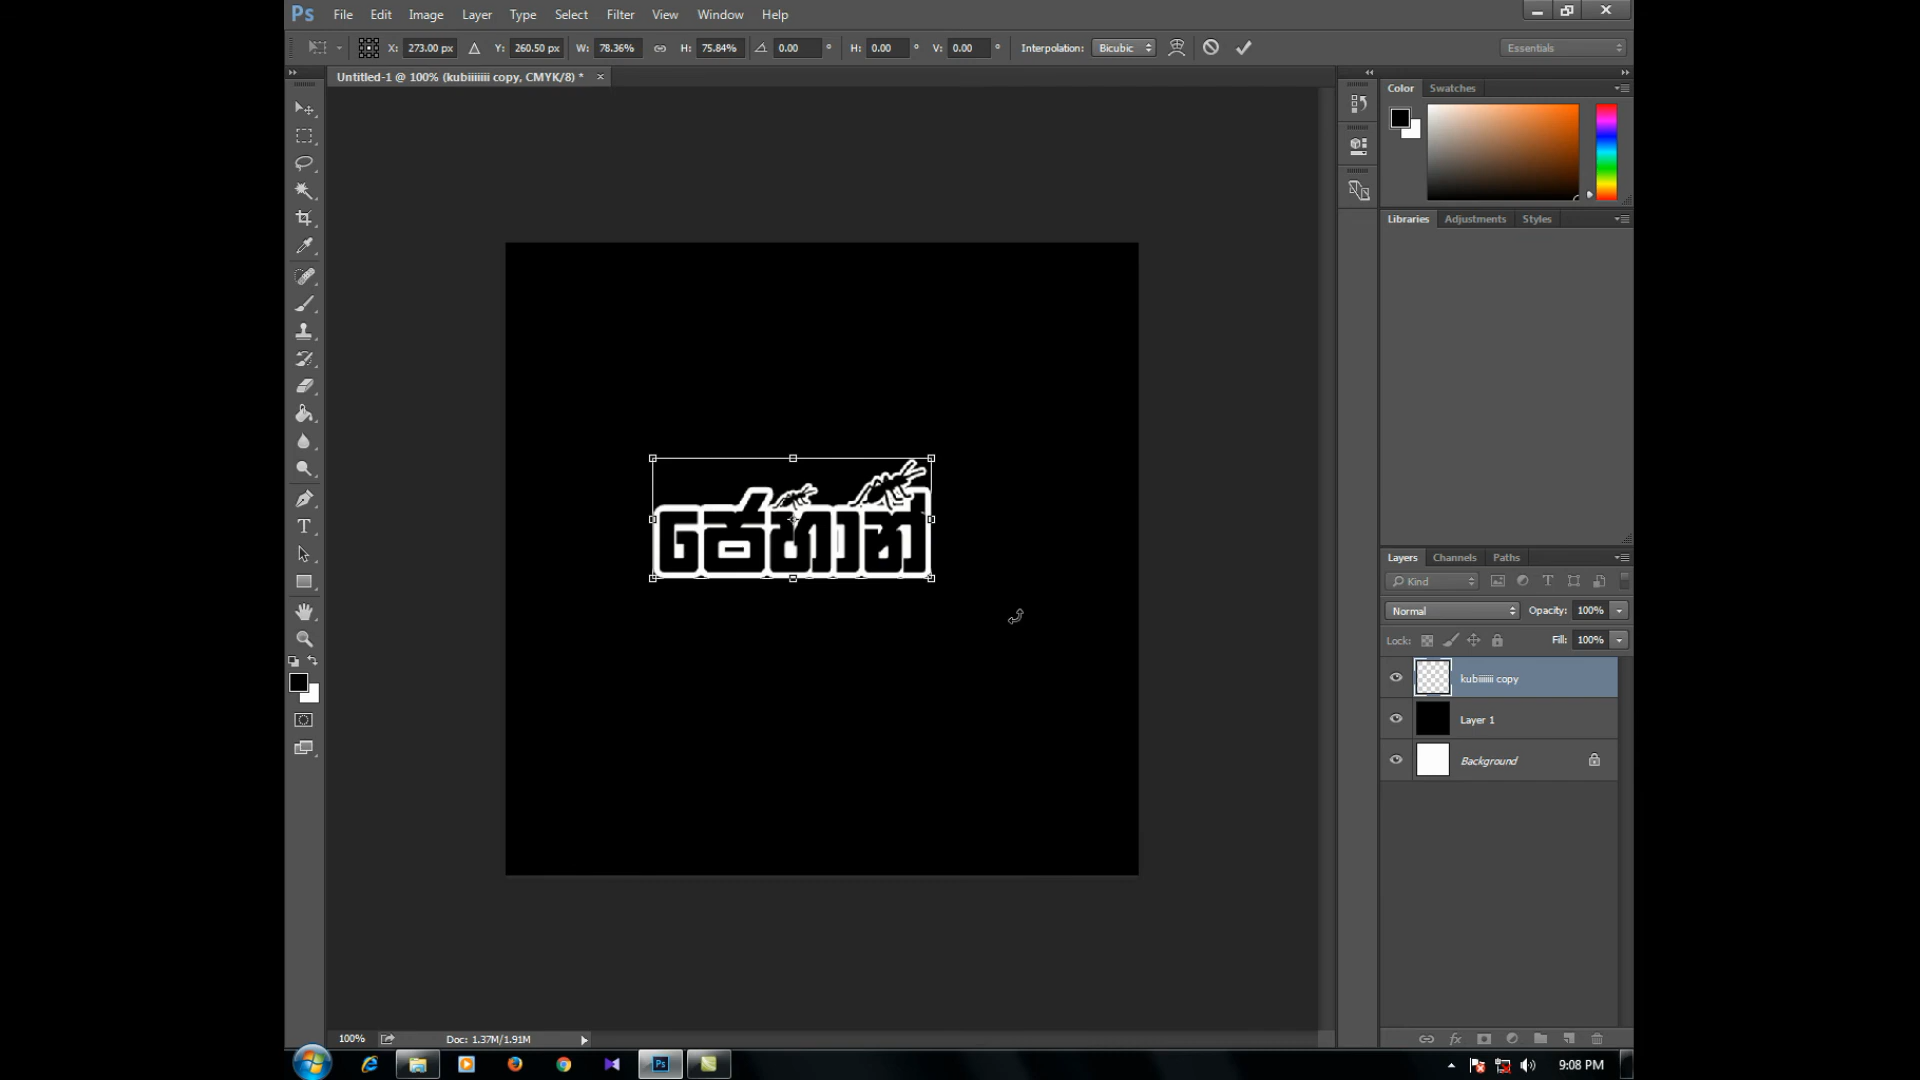 Ps File Edit Image Layer Type Select Filter View Window Help
X: 273.00 px Y: 260.50 px W: 78.36% H: 75.84% 0.00 ° H: 0.00 ° V: 0.00 ° Interpolation: Bicubic Essentials
Untitled-1 @ 100% (kubiiiiiii copy, CMYK/8) * ×
Color Swatches
Libraries Adjustments Styles
Layers Channels Paths
Kind
Normal Opacity: 100%
Lock: Fill: 100%
kubiiiiiii copy
Layer 1
Background
100% Doc: 1.37M/1.91M
Ps 9:08 PM